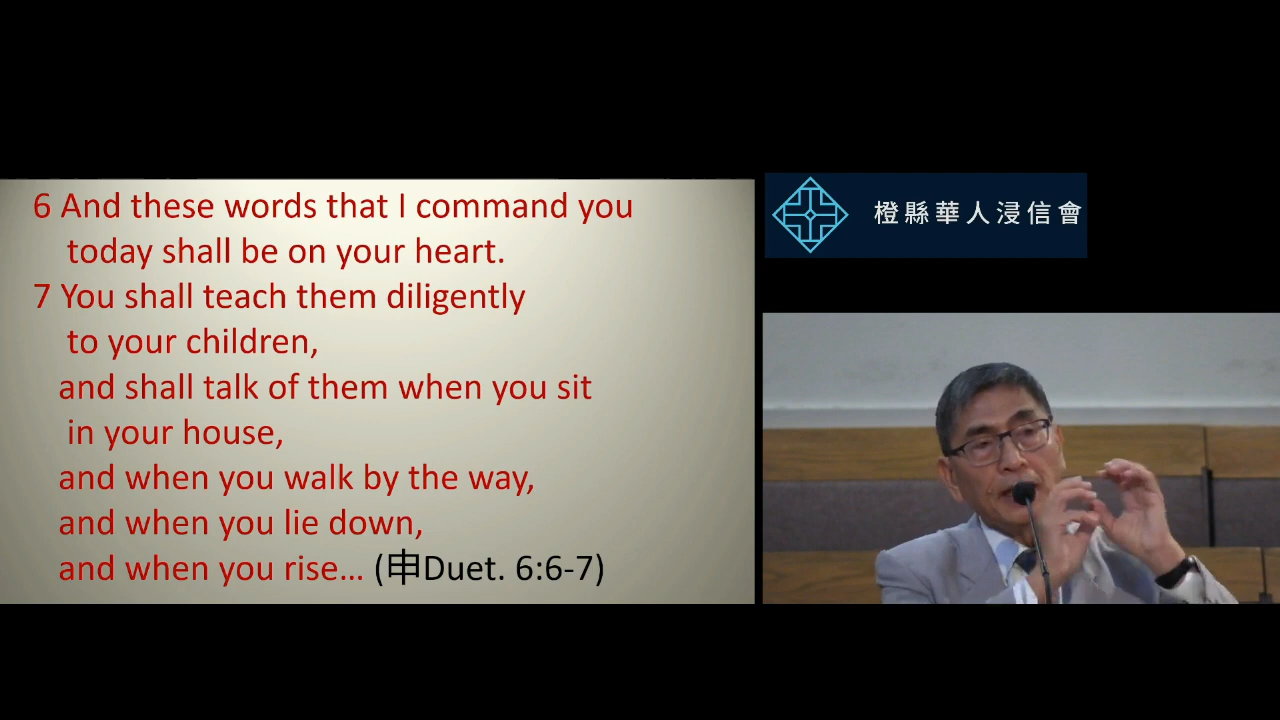 6 And these words that I command you
today shall be on your heart.
7 You shall teach them diligently
to your children,
and shall talk of them when you sit
in your house,
and when you walk by the way,
and when you lie down,
and when you rise... (申Duet. 6:6-7)
橙縣華人浸信會